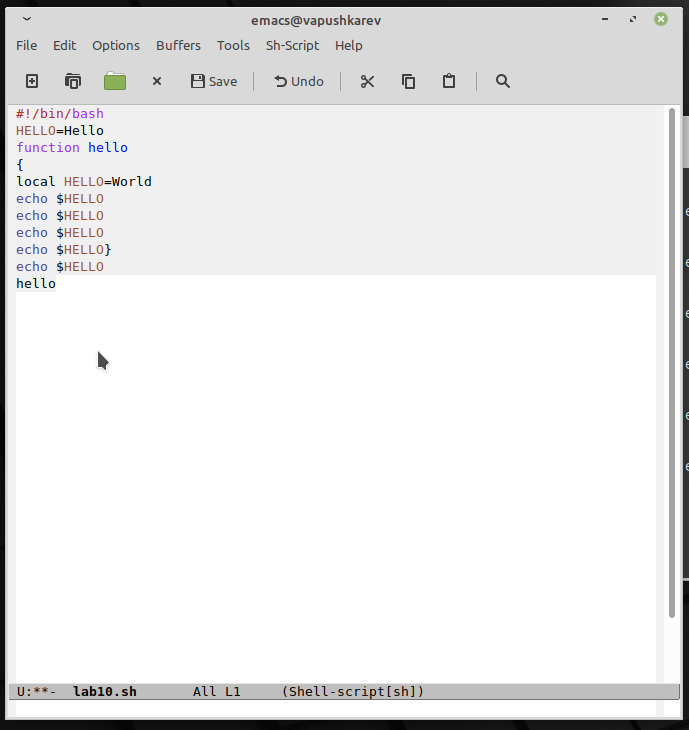 emacs@vapushkarev
File Edit Options Buffers Tools Sh-Script Help
Save Undo
#!/bin/bash
HELLO=Hello
function hello
{
local HELLO=World
echo $HELLO
echo $HELLO
echo $HELLO
echo $HELLO}
echo $HELLO
hello
U:**- lab10.sh All L1 (Shell-script[sh])